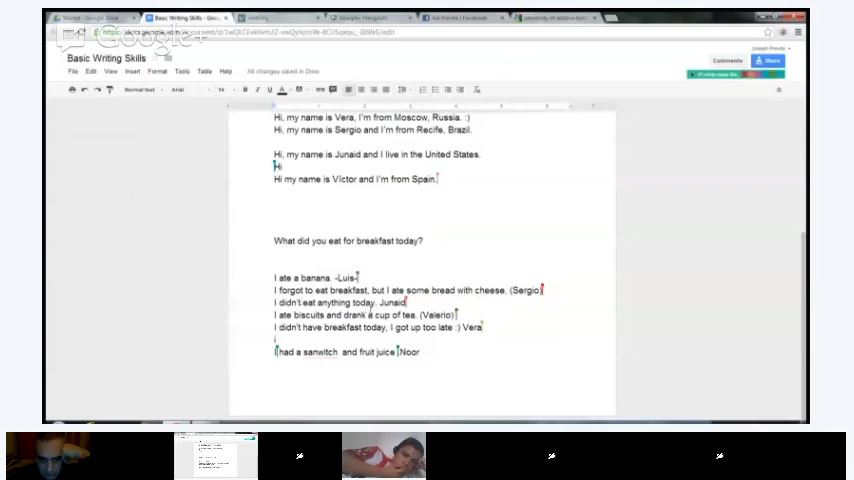 Google+
Basic Writing Skills
File Edit View Insert Format Tools Table Help All changes saved in Drive
Comments
Share
Normal text
Arial
Hi, my name is Vera, I'm from Moscow, Russia. :)
Hi, my name is Sergio and I'm from Recife, Brazil.
Hi, my name is Junaid and I live in the United States.
Hi
Hi my name is Víctor and I'm from Spain.
What did you eat for breakfast today?
I ate a banana. -Luis-
I forgot to eat breakfast, but I ate some bread with cheese. (Sergio)
I didn't eat anything today. Junaid
I ate biscuits and drank a cup of tea. (Valerio)
I didn't have breakfast today, I got up too late :) Vera
i
I had a sanwitch and fruit juice Noor